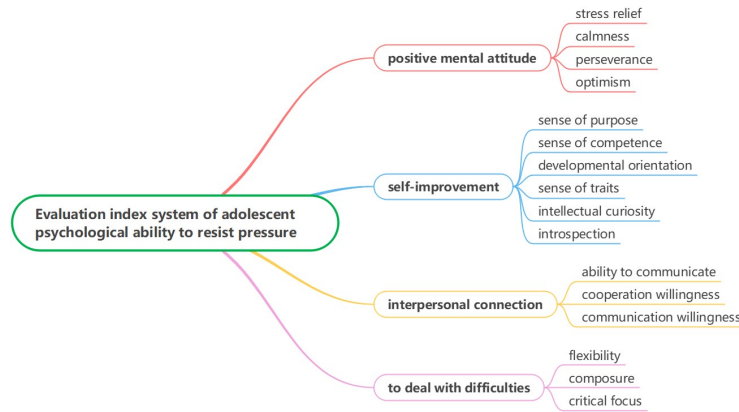 stress relief
calmness
positive mental attitude
perseverance
optimism
sense of purpose
sense of competence
developmental orientation
self-improvement
sense of traits
intellectual curiosity
introspection
Evaluation index system of adolescent
psychological ability to resist pressure
ability to communicate
interpersonal connection
cooperation willingness
communication willingness
flexibility
to deal with difficulties
composure
critical focus